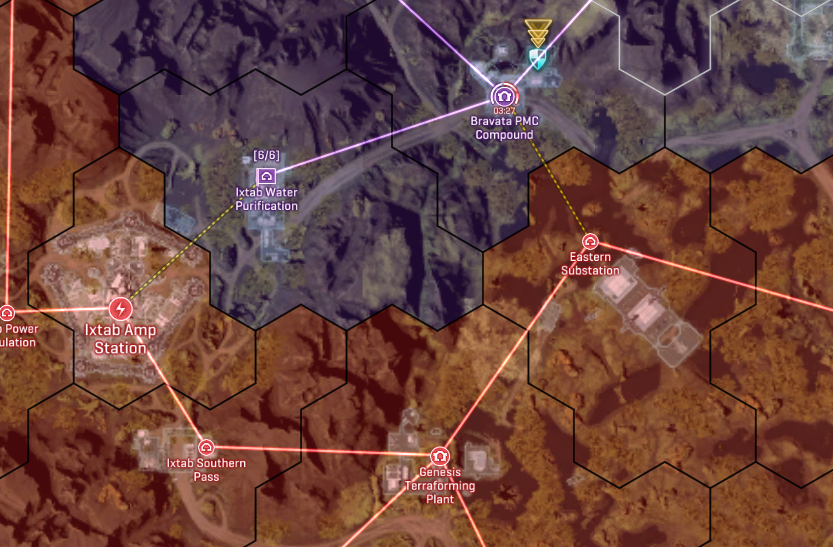 03:27
Bravata PMC
Compound
[6/6]
Ixtab Water
Purification
Eastern
Substation
Power
Ixtab Amp
Station
Ixtab Southern
Pass
Genesis
Terraforming
Plant